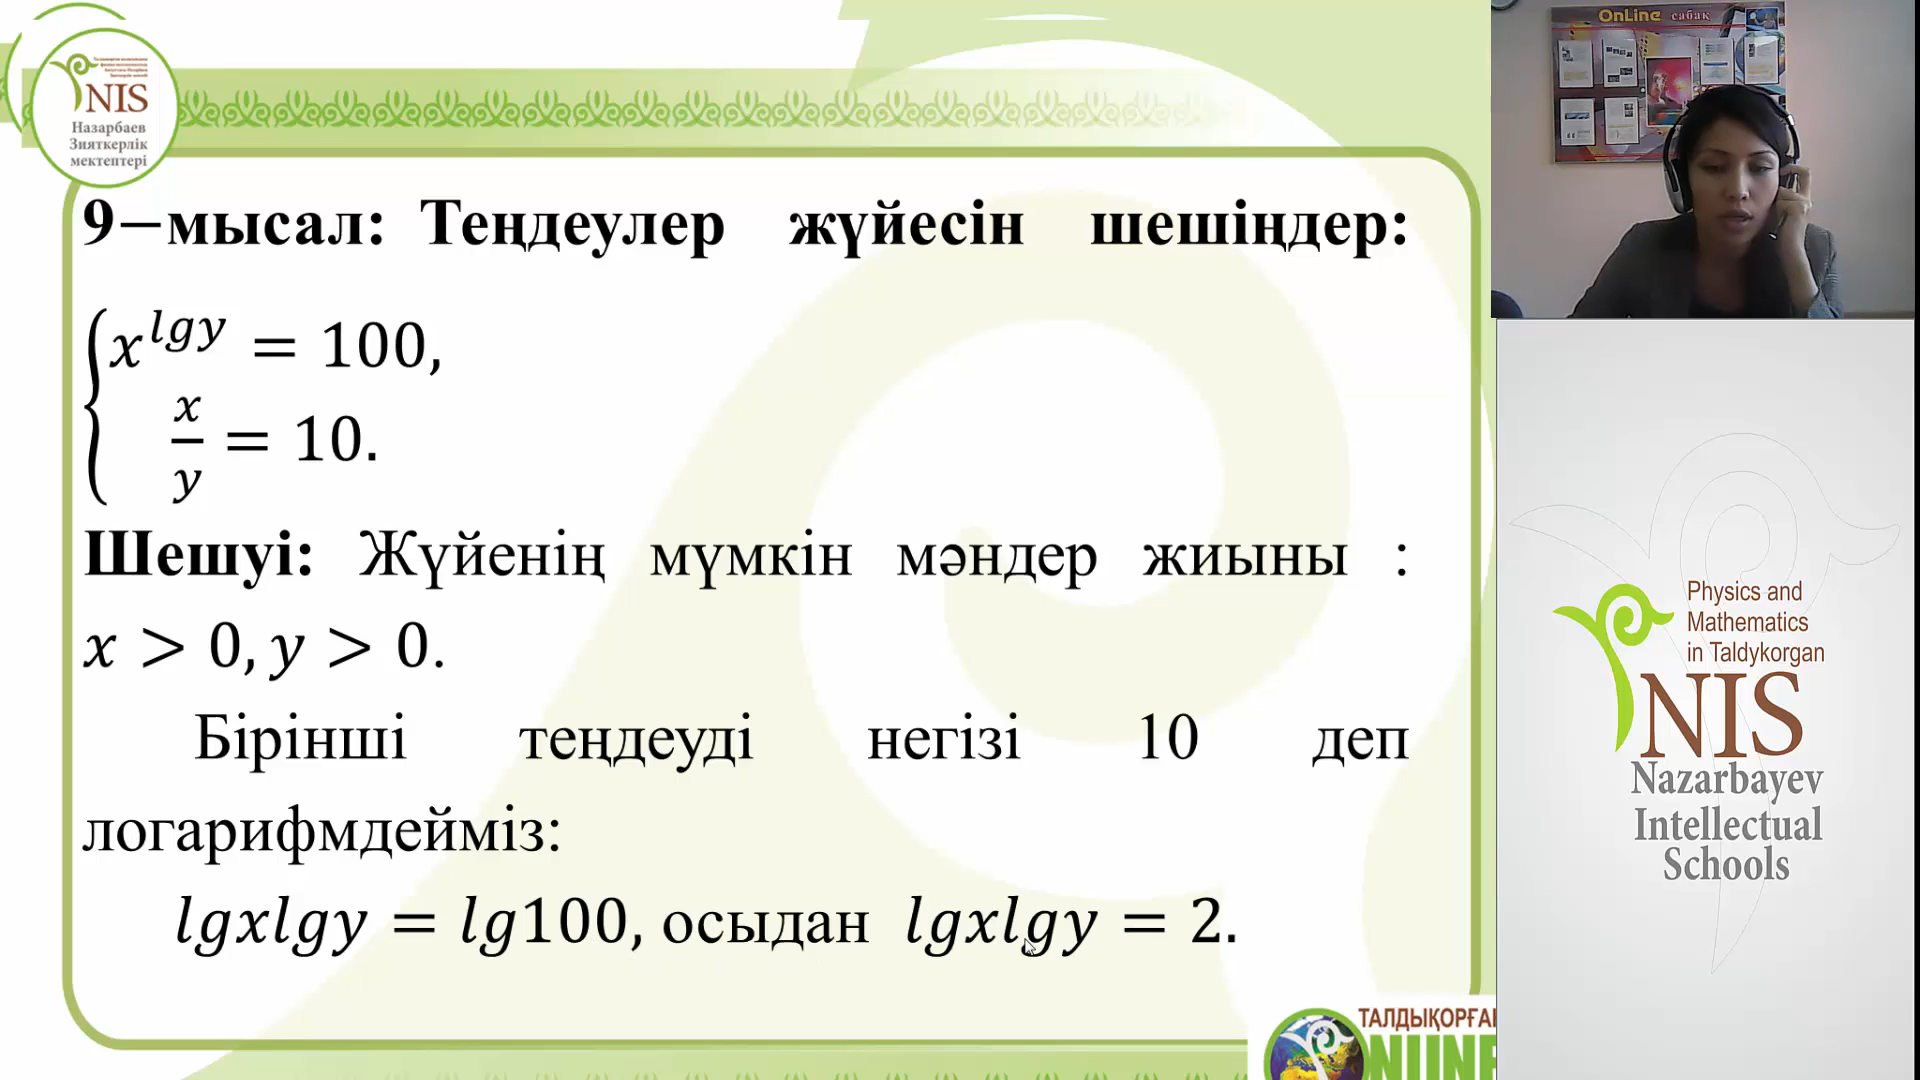 NIS
Назарбаев
Зияткерлік
мектептері
9–мысал: Теңдеулер жүйесін шешіңдер:
x^{lgy} = 100,
x/y = 10.
Шешуі: Жүйенің мүмкін мәндер жиыны :
x > 0, y > 0.
Бірінші теңдеуді негізі 10 деп
логарифмдейміз:
lgxlgy = lg100, осыдан lgxlgy = 2.
OnLine сабақ
Physics and
Mathematics
in Taldykorgan
NIS
Nazarbayev
Intellectual
Schools